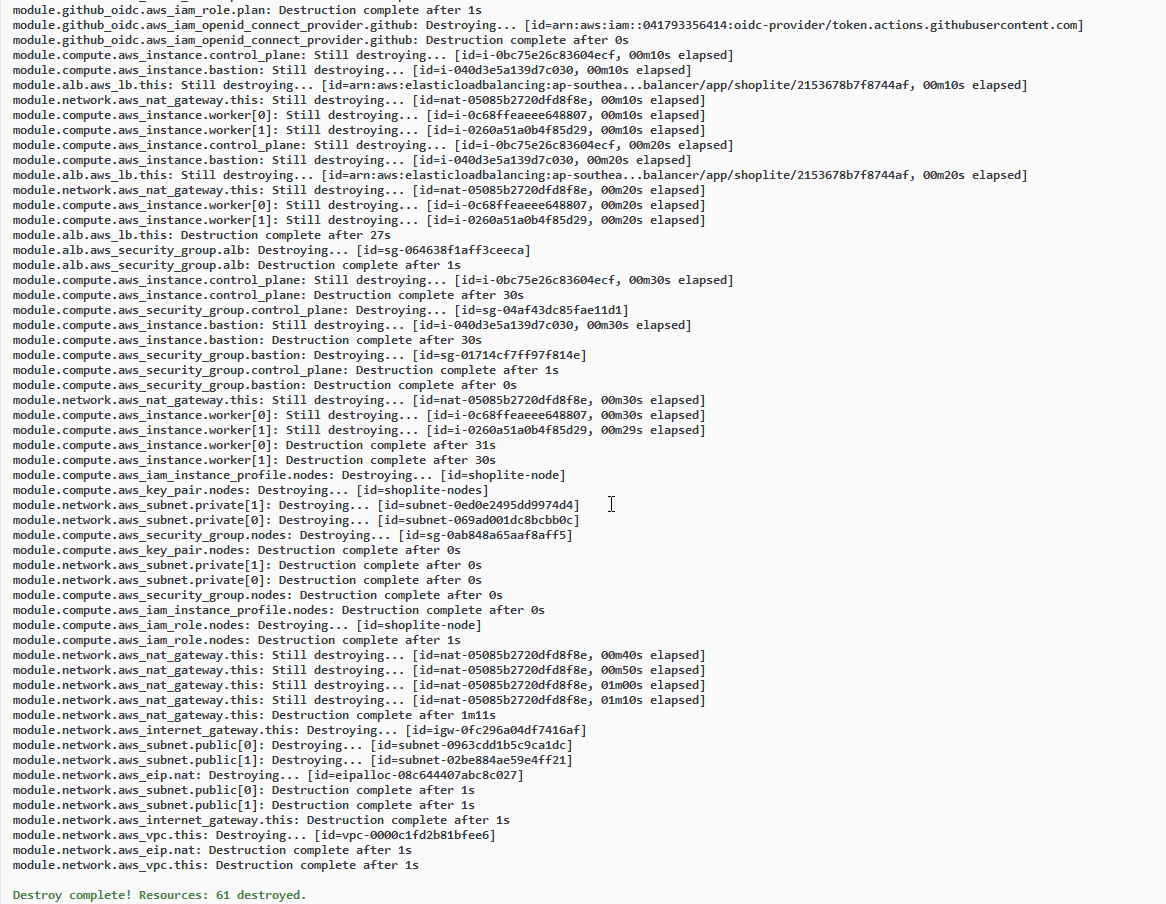 module.github_oidc.aws_iam_role.plan: Destruction complete after 1s
module.github_oidc.aws_iam_openid_connect_provider.github: Destroying... [id=arn:aws:iam::041793356414:oidc-provider/token.actions.githubusercontent.com]
module.github_oidc.aws_iam_openid_connect_provider.github: Destruction complete after 0s
module.compute.aws_instance.control_plane: Still destroying... [id=i-0bc75e26c83604ecf, 00m10s elapsed]
module.compute.aws_instance.bastion: Still destroying... [id=i-040d3e5a139d7c030, 00m10s elapsed]
module.alb.aws_lb.this: Still destroying... [id=arn:aws:elasticloadbalancing:ap-southea...balancer/app/shoplite/2153678b7f8744af, 00m10s elapsed]
module.network.aws_nat_gateway.this: Still destroying... [id=nat-05085b2720dfd8f8e, 00m10s elapsed]
module.compute.aws_instance.worker[0]: Still destroying... [id=i-0c68ffeaeee648807, 00m10s elapsed]
module.compute.aws_instance.worker[1]: Still destroying... [id=i-0260a51a0b4f85d29, 00m10s elapsed]
module.compute.aws_instance.control_plane: Still destroying... [id=i-0bc75e26c83604ecf, 00m20s elapsed]
module.compute.aws_instance.bastion: Still destroying... [id=i-040d3e5a139d7c030, 00m20s elapsed]
module.alb.aws_lb.this: Still destroying... [id=arn:aws:elasticloadbalancing:ap-southea...balancer/app/shoplite/2153678b7f8744af, 00m20s elapsed]
module.network.aws_nat_gateway.this: Still destroying... [id=nat-05085b2720dfd8f8e, 00m20s elapsed]
module.compute.aws_instance.worker[0]: Still destroying... [id=i-0c68ffeaeee648807, 00m20s elapsed]
module.compute.aws_instance.worker[1]: Still destroying... [id=i-0260a51a0b4f85d29, 00m20s elapsed]
module.alb.aws_lb.this: Destruction complete after 27s
module.alb.aws_security_group.alb: Destroying... [id=sg-064638f1aff3ceeca]
module.alb.aws_security_group.alb: Destruction complete after 1s
module.compute.aws_instance.control_plane: Still destroying... [id=i-0bc75e26c83604ecf, 00m30s elapsed]
module.compute.aws_instance.control_plane: Destruction complete after 30s
module.compute.aws_security_group.control_plane: Destroying... [id=sg-04af43dc85fae11d1]
module.compute.aws_instance.bastion: Still destroying... [id=i-040d3e5a139d7c030, 00m30s elapsed]
module.compute.aws_instance.bastion: Destruction complete after 30s
module.compute.aws_security_group.bastion: Destroying... [id=sg-01714cf7ff97f814e]
module.compute.aws_security_group.control_plane: Destruction complete after 1s
module.compute.aws_security_group.bastion: Destruction complete after 0s
module.network.aws_nat_gateway.this: Still destroying... [id=nat-05085b2720dfd8f8e, 00m30s elapsed]
module.compute.aws_instance.worker[0]: Still destroying... [id=i-0c68ffeaeee648807, 00m30s elapsed]
module.compute.aws_instance.worker[1]: Still destroying... [id=i-0260a51a0b4f85d29, 00m29s elapsed]
module.compute.aws_instance.worker[0]: Destruction complete after 31s
module.compute.aws_instance.worker[1]: Destruction complete after 30s
module.compute.aws_iam_instance_profile.nodes: Destroying... [id=shoplite-node]
module.compute.aws_key_pair.nodes: Destroying... [id=shoplite-nodes]
module.network.aws_subnet.private[1]: Destroying... [id=subnet-0ed0e2495dd9974d4]
module.network.aws_subnet.private[0]: Destroying... [id=subnet-069ad001dc8bcbb0c]
module.compute.aws_security_group.nodes: Destroying... [id=sg-0ab848a65aaf8aff5]
module.compute.aws_key_pair.nodes: Destruction complete after 0s
module.network.aws_subnet.private[1]: Destruction complete after 0s
module.network.aws_subnet.private[0]: Destruction complete after 0s
module.compute.aws_security_group.nodes: Destruction complete after 0s
module.compute.aws_iam_instance_profile.nodes: Destruction complete after 0s
module.compute.aws_iam_role.nodes: Destroying... [id=shoplite-node]
module.compute.aws_iam_role.nodes: Destruction complete after 1s
module.network.aws_nat_gateway.this: Still destroying... [id=nat-05085b2720dfd8f8e, 00m40s elapsed]
module.network.aws_nat_gateway.this: Still destroying... [id=nat-05085b2720dfd8f8e, 00m50s elapsed]
module.network.aws_nat_gateway.this: Still destroying... [id=nat-05085b2720dfd8f8e, 01m00s elapsed]
module.network.aws_nat_gateway.this: Still destroying... [id=nat-05085b2720dfd8f8e, 01m10s elapsed]
module.network.aws_nat_gateway.this: Destruction complete after 1m11s
module.network.aws_internet_gateway.this: Destroying... [id=igw-0fc296a04df7416af]
module.network.aws_subnet.public[0]: Destroying... [id=subnet-0963cdd1b5c9ca1dc]
module.network.aws_subnet.public[1]: Destroying... [id=subnet-02be884ae59e4ff21]
module.network.aws_eip.nat: Destroying... [id=eipalloc-08c644407abc8c027]
module.network.aws_subnet.public[0]: Destruction complete after 1s
module.network.aws_subnet.public[1]: Destruction complete after 1s
module.network.aws_internet_gateway.this: Destruction complete after 1s
module.network.aws_vpc.this: Destroying... [id=vpc-0000c1fd2b81bfee6]
module.network.aws_eip.nat: Destruction complete after 1s
module.network.aws_vpc.this: Destruction complete after 1s
Destroy complete! Resources: 61 destroyed.